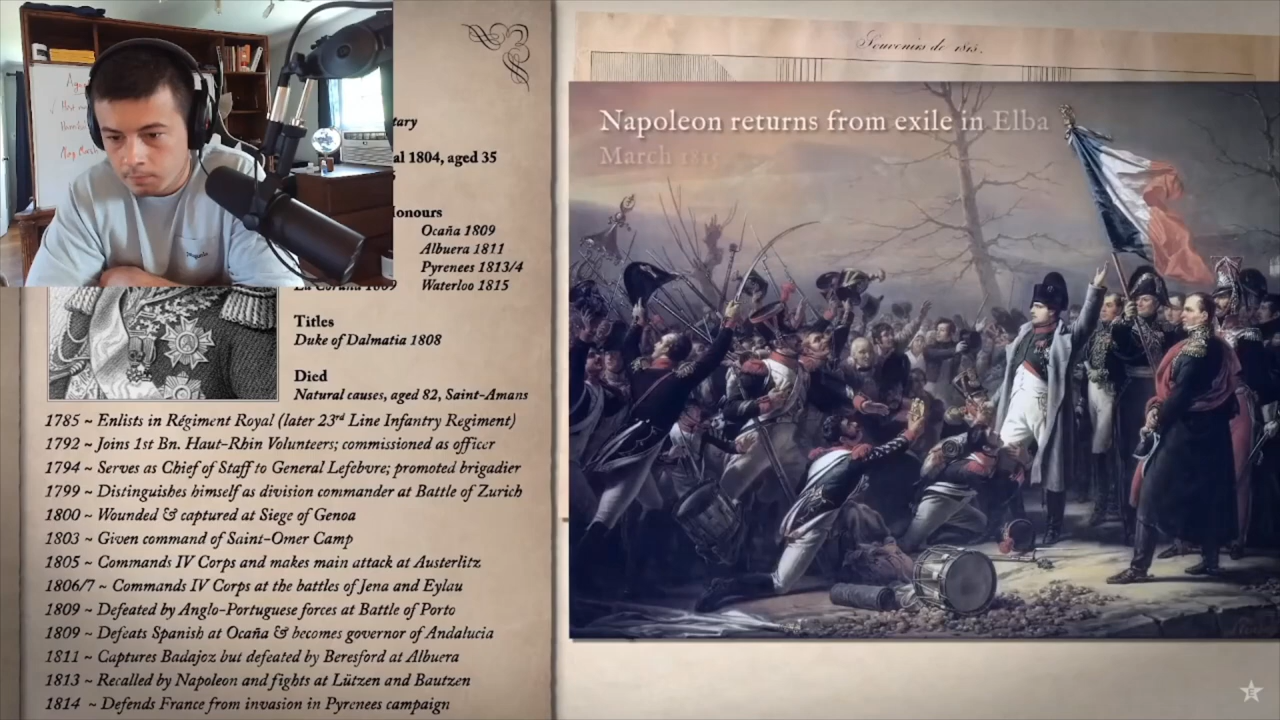 tary
al 1804, aged 35
Honours
Ocaña 1809
Albuera 1811
Pyrenees 1813/4
La Coruña 1809 Waterloo 1815
Titles
Duke of Dalmatia 1808
Died
Natural causes, aged 82, Saint-Amans
1785 ~ Enlists in Régiment Royal (later 23rd Line Infantry Regiment)
1792 ~ Joins 1st Bn. Haut-Rhin Volunteers; commissioned as officer
1794 ~ Serves as Chief of Staff to General Lefebvre; promoted brigadier
1799 ~ Distinguishes himself as division commander at Battle of Zurich
1800 ~ Wounded & captured at Siege of Genoa
1803 ~ Given command of Saint-Omer Camp
1805 ~ Commands IV Corps and makes main attack at Austerlitz
1806/7 ~ Commands IV Corps at the battles of Jena and Eylau
1809 ~ Defeated by Anglo-Portuguese forces at Battle of Porto
1809 ~ Defeats Spanish at Ocaña & becomes governor of Andalucia
1811 ~ Captures Badajoz but defeated by Beresford at Albuera
1813 ~ Recalled by Napoleon and fights at Lützen and Bautzen
1814 ~ Defends France from invasion in Pyrenees campaign
Souvenirs de 1815.
Napoleon returns from exile in Elba
March 1815
E